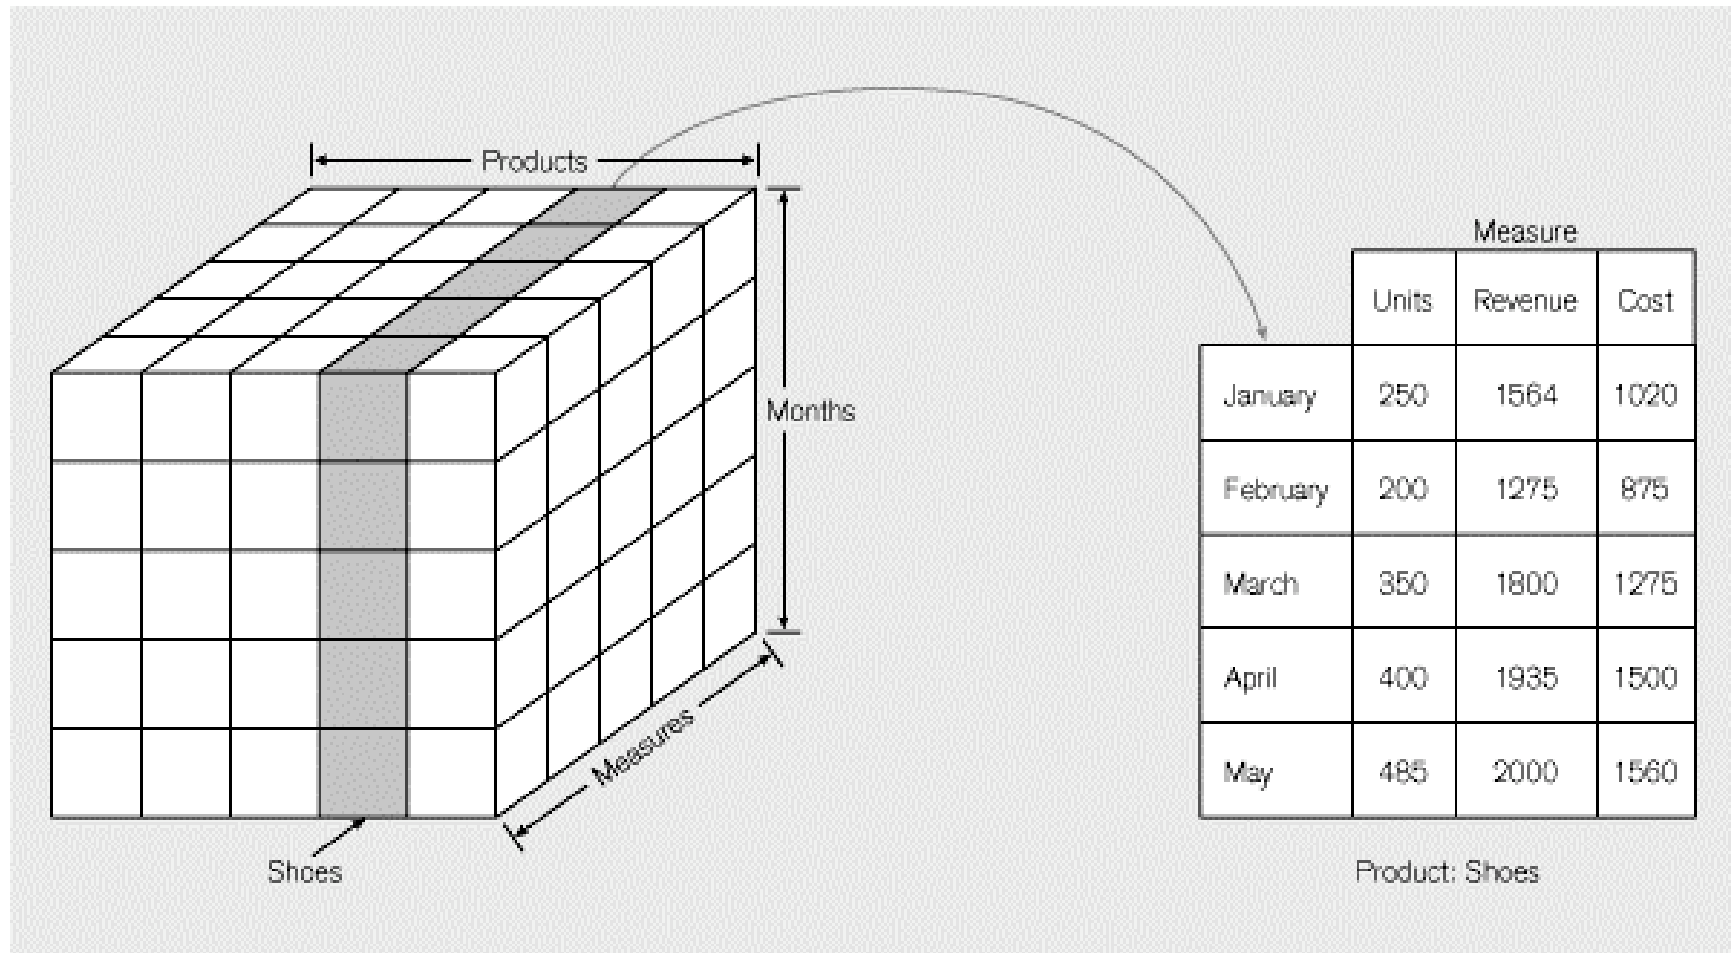 Products
Months
Measures
Shoes
Measure
Units Revenue Cost
January 250 1564 1020
February 200 1275 875
March 350 1800 1275
April 400 1935 1500
May 485 2000 1560
Product: Shoes